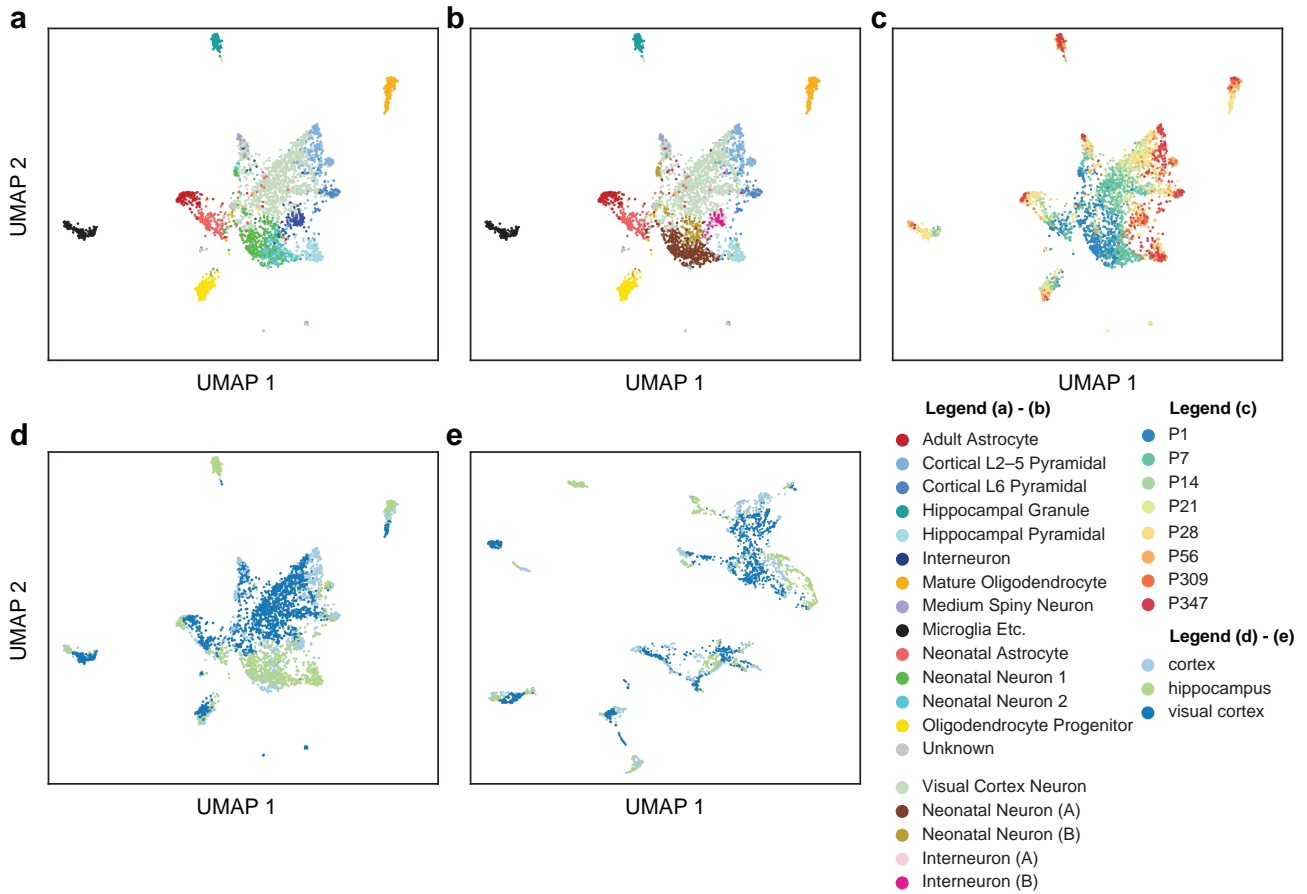 a
b
c
UMAP 2
UMAP 1
UMAP 1
UMAP 1
d
e
UMAP 2
UMAP 1
UMAP 1
Legend (a) - (b)
Adult Astrocyte
Cortical L2–5 Pyramidal
Cortical L6 Pyramidal
Hippocampal Granule
Hippocampal Pyramidal
Interneuron
Mature Oligodendrocyte
Medium Spiny Neuron
Microglia Etc.
Neonatal Astrocyte
Neonatal Neuron 1
Neonatal Neuron 2
Oligodendrocyte Progenitor
Unknown
Visual Cortex Neuron
Neonatal Neuron (A)
Neonatal Neuron (B)
Interneuron (A)
Interneuron (B)
Legend (c)
P1
P7
P14
P21
P28
P56
P309
P347
Legend (d) - (e)
cortex
hippocampus
visual cortex